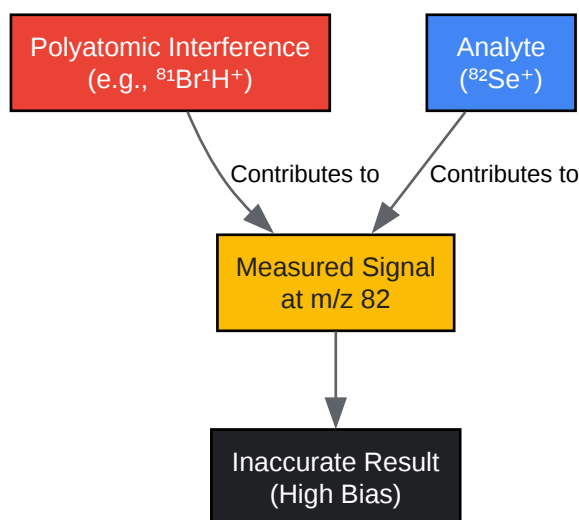 Polyatomic Interference
(e.g., ⁸¹Br¹H⁺)
Analyte
(⁸²Se⁺)
Contributes to
Contributes to
Measured Signal
at m/z 82
Inaccurate Result
(High Bias)